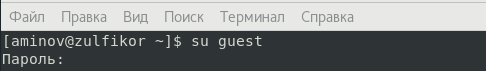 Файл Правка Вид Поиск Терминал Справка
[aminov@zulfikor ~]$ su guest
Пароль: